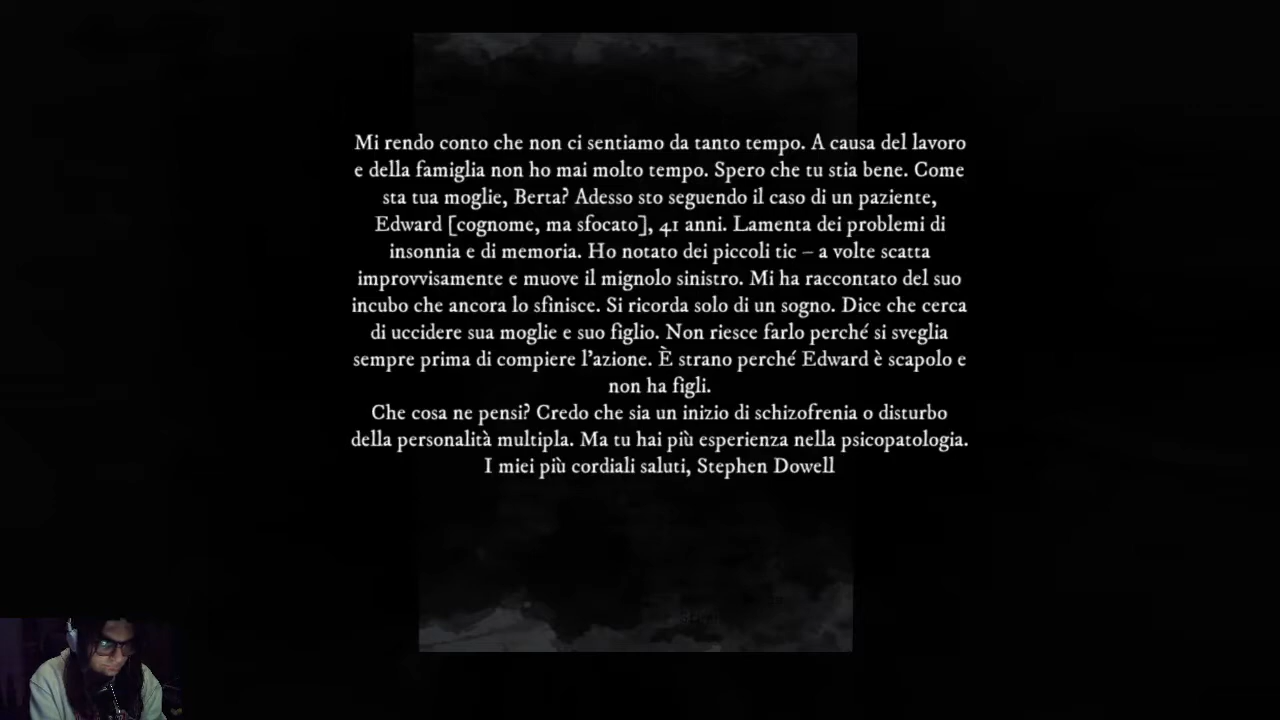 Mi rendo conto che non ci sentiamo da tanto tempo. A causa del lavoro
e della famiglia non ho mai molto tempo. Spero che tu stia bene. Come
sta tua moglie, Berta? Adesso sto seguendo il caso di un paziente,
Edward [cognome, ma sfocato], 41 anni. Lamenta dei problemi di
insonnia e di memoria. Ho notato dei piccoli tic – a volte scatta
improvvisamente e muove il mignolo sinistro. Mi ha raccontato del suo
incubo che ancora lo sfinisce. Si ricorda solo di un sogno. Dice che cerca
di uccidere sua moglie e suo figlio. Non riesce farlo perché si sveglia
sempre prima di compiere l'azione. È strano perché Edward è scapolo e
non ha figli.
Che cosa ne pensi? Credo che sia un inizio di schizofrenia o disturbo
della personalità multipla. Ma tu hai più esperienza nella psicopatologia.
I miei più cordiali saluti, Stephen Dowell